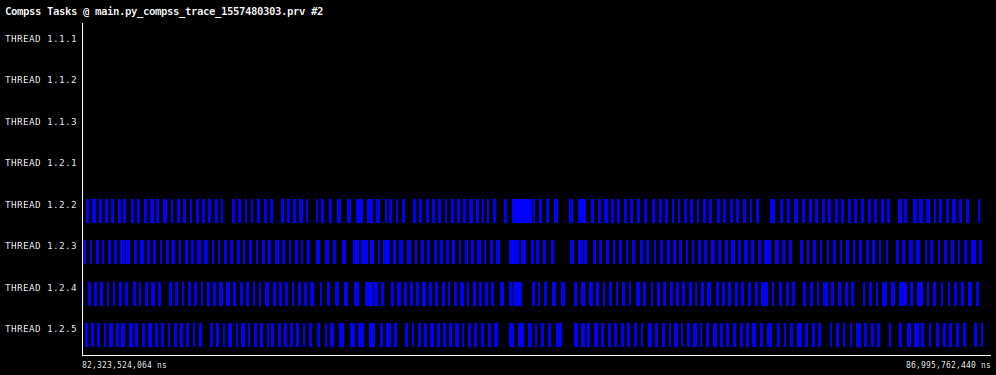 Compss Tasks @ main.py_compss_trace_1557480303.prv #2
THREAD 1.1.1
THREAD 1.1.2
THREAD 1.1.3
THREAD 1.2.1
THREAD 1.2.2
THREAD 1.2.3
THREAD 1.2.4
THREAD 1.2.5
82,323,524,064 ns
86,995,762,440 ns